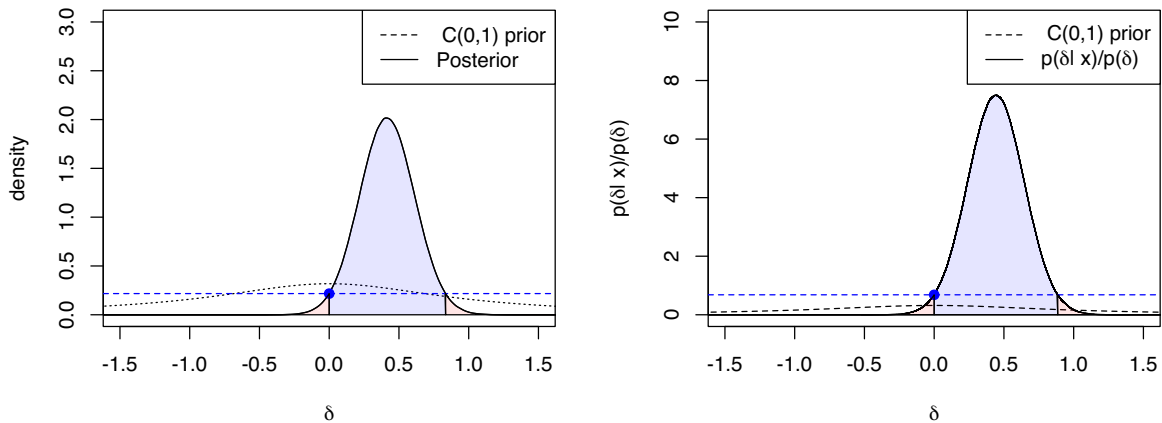 density
0.0 0.5 1.0 1.5 2.0 2.5 3.0
C(0,1) prior
Posterior
-1.5 -1.0 -0.5 0.0 0.5 1.0 1.5
δ
p(δ| x)/p(δ)
0 2 4 6 8 10
C(0,1) prior
p(δ| x)/p(δ)
-1.5 -1.0 -0.5 0.0 0.5 1.0 1.5
δ